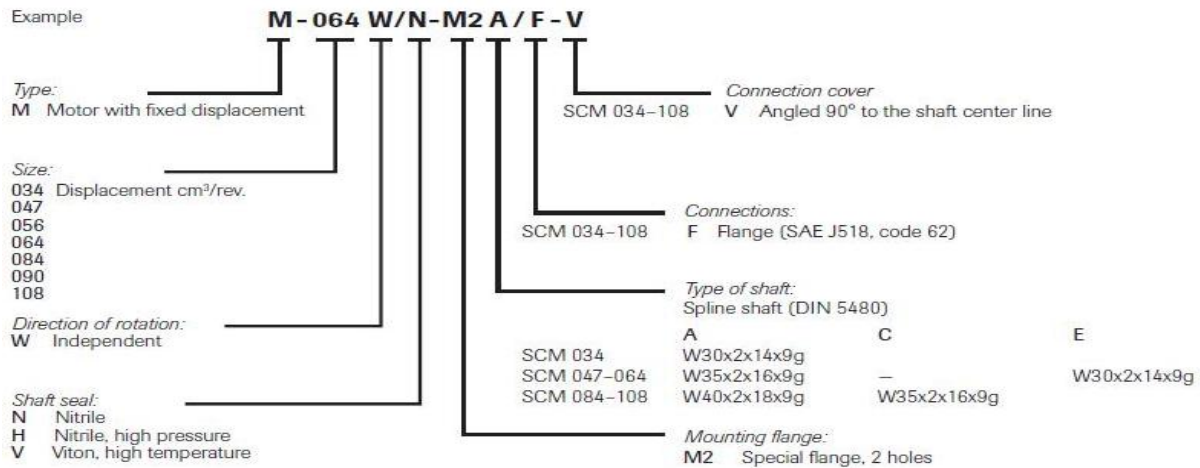 Example
M-064 W/N-M2 A/F-V
Type:
M Motor with fixed displacement
Size:
034 Displacement cm³/rev.
047
056
064
084
090
108
Direction of rotation:
W Independent
Shaft seal:
N Nitrile
H Nitrile, high pressure
V Viton, high temperature
Connection cover
SCM 034–108 V Angled 90° to the shaft center line
Connections:
SCM 034–108 F Flange (SAE J518, code 62)
Type of shaft:
Spline shaft (DIN 5480)
A C E
SCM 034 W30x2x14x9g
SCM 047–064 W35x2x16x9g – W30x2x14x9g
SCM 084–108 W40x2x18x9g W35x2x16x9g
Mounting flange:
M2 Special flange, 2 holes